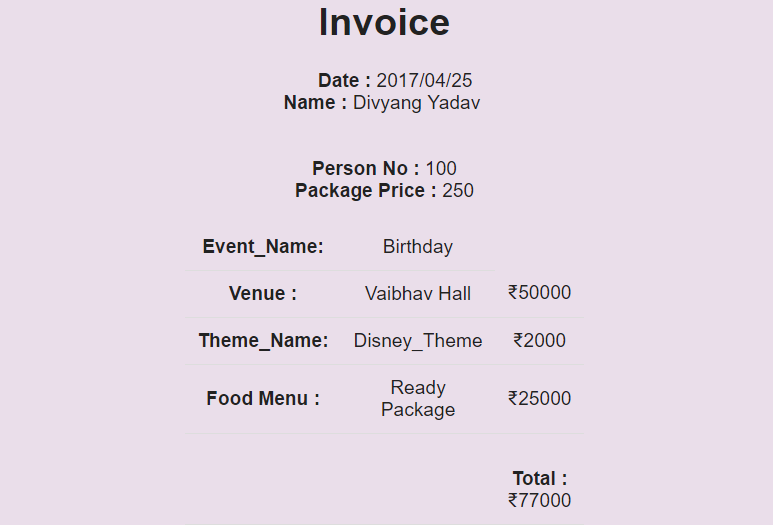 Invoice
Date : 2017/04/25
Name : Divyang Yadav
Person No : 100
Package Price : 250
Event_Name: Birthday
Venue : Vaibhav Hall ₹50000
Theme_Name: Disney_Theme ₹2000
Food Menu : Ready Package ₹25000
Total :
₹77000